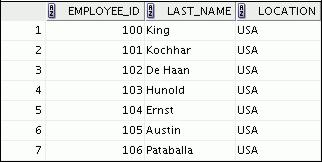 EMPLOYEE_ID LAST_NAME LOCATION
1 100 King USA
2 101 Kochhar USA
3 102 De Haan USA
4 103 Hunold USA
5 104 Ernst USA
6 105 Austin USA
7 106 Pataballa USA